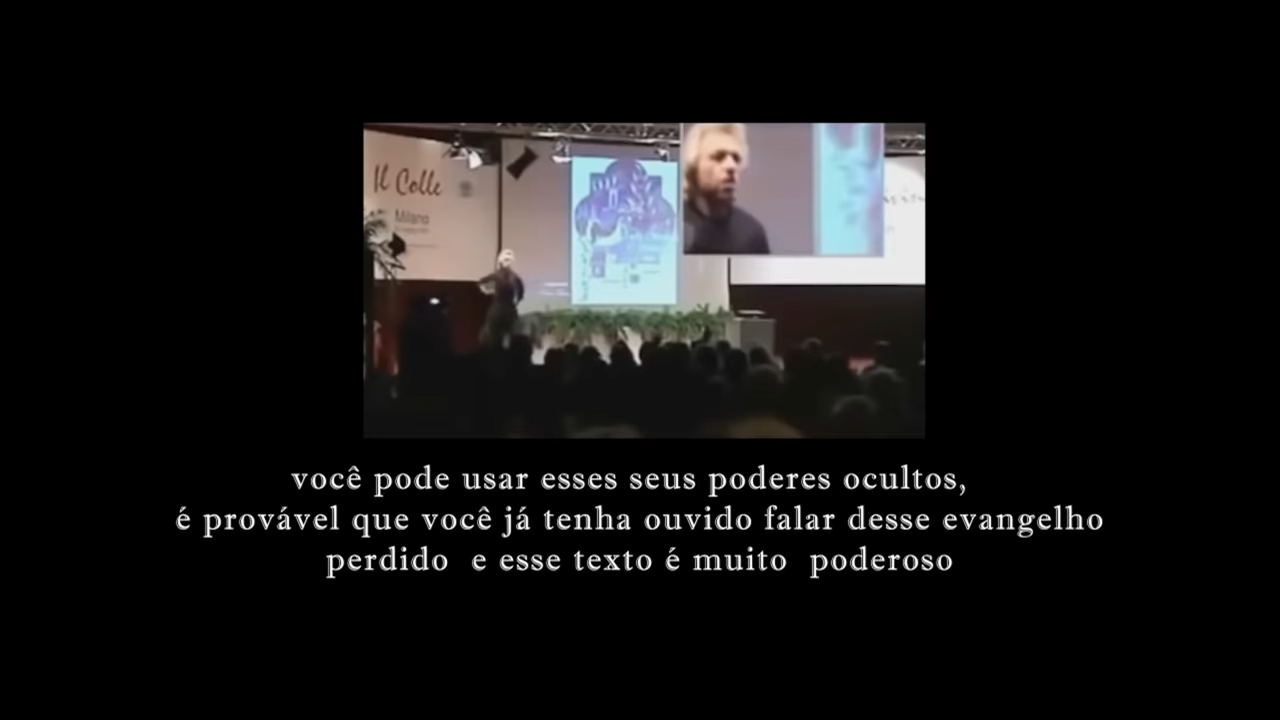 Il Colle
Milano
você pode usar esses seus poderes ocultos,
é provável que você já tenha ouvido falar desse evangelho
perdido e esse texto é muito poderoso